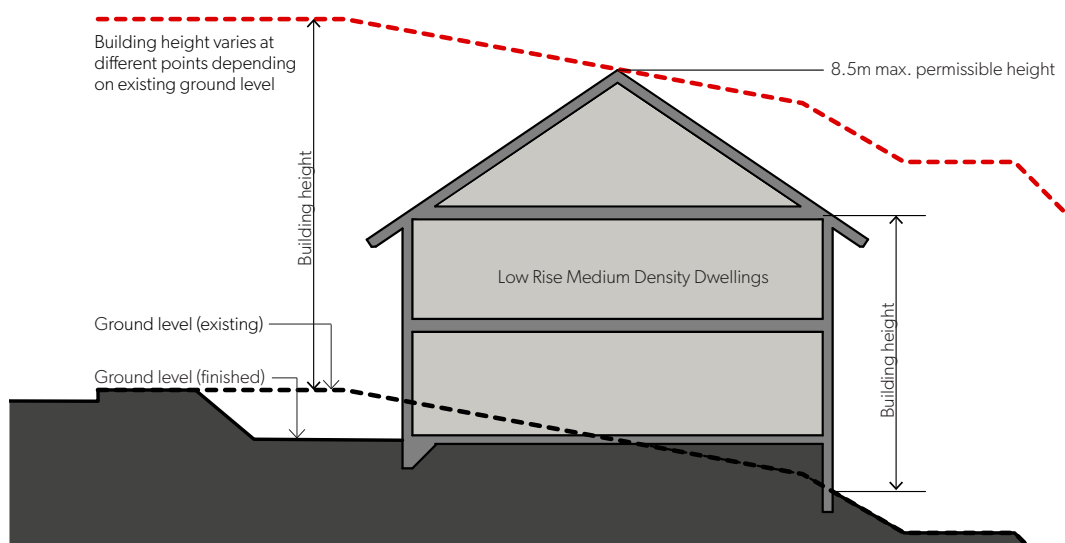 Building height varies at
different points depending
on existing ground level
8.5m max. permissible height
Building height
Low Rise Medium Density Dwellings
Building height
Ground level (existing)
Ground level (finished)